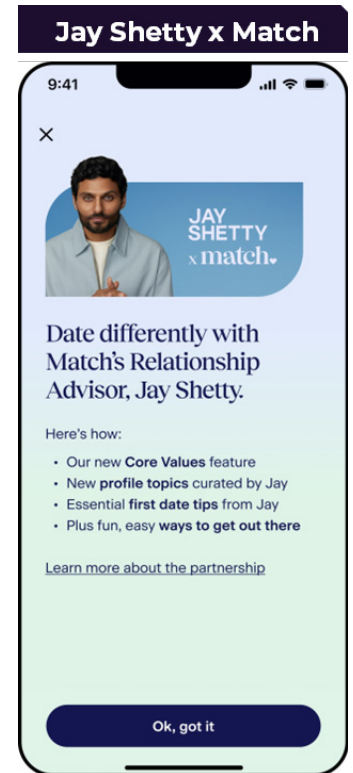 Jay Shetty x Match
9:41
JAY
SHETTY
x match
Date differently with
Match's Relationship
Advisor, Jay Shetty.
Here's how:
• Our new Core Values feature
• New profile topics curated by Jay
• Essential first date tips from Jay
• Plus fun, easy ways to get out there
Learn more about the partnership
Ok, got it